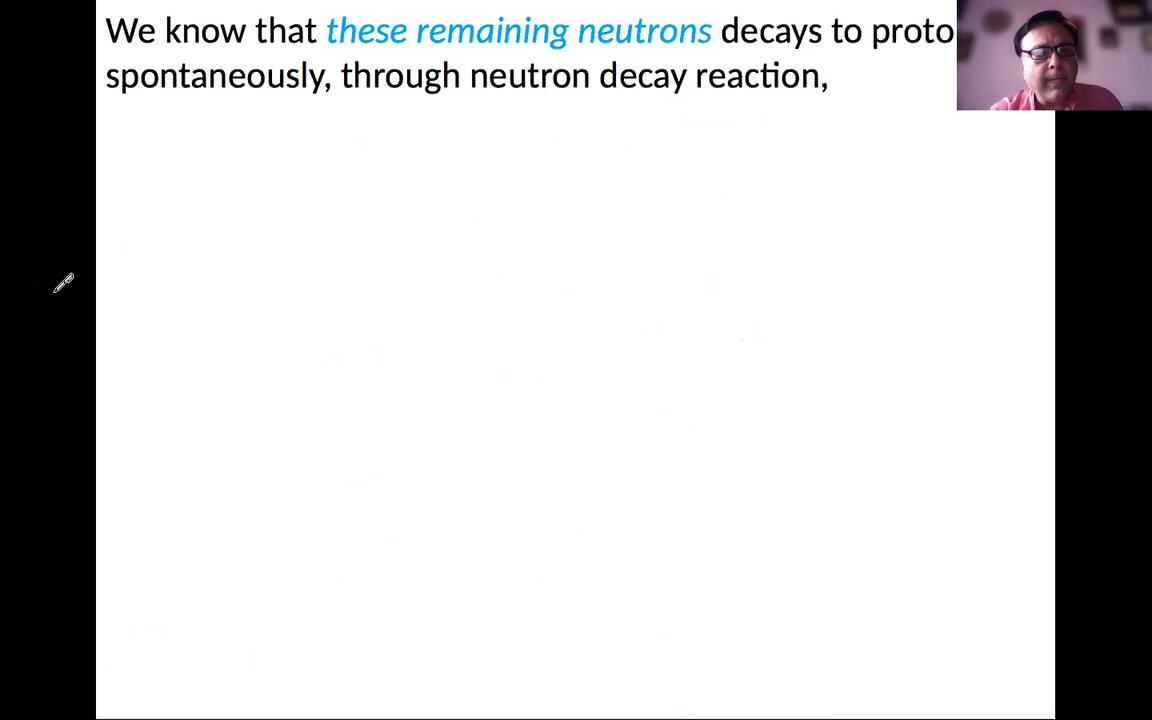 We know that these remaining neutrons decays to proto
spontaneously, through neutron decay reaction,